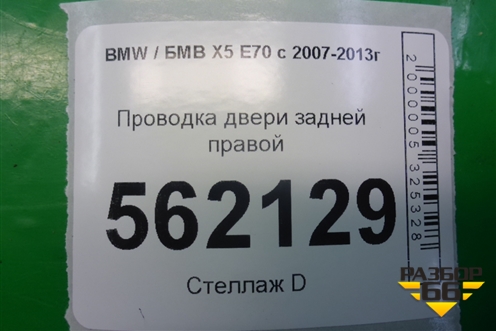 BMW / БМВ X5 E70 с 2007-2013г
Проводка двери задней
правой
562129
Стеллаж D
2000005325328
РАЗБОР
66